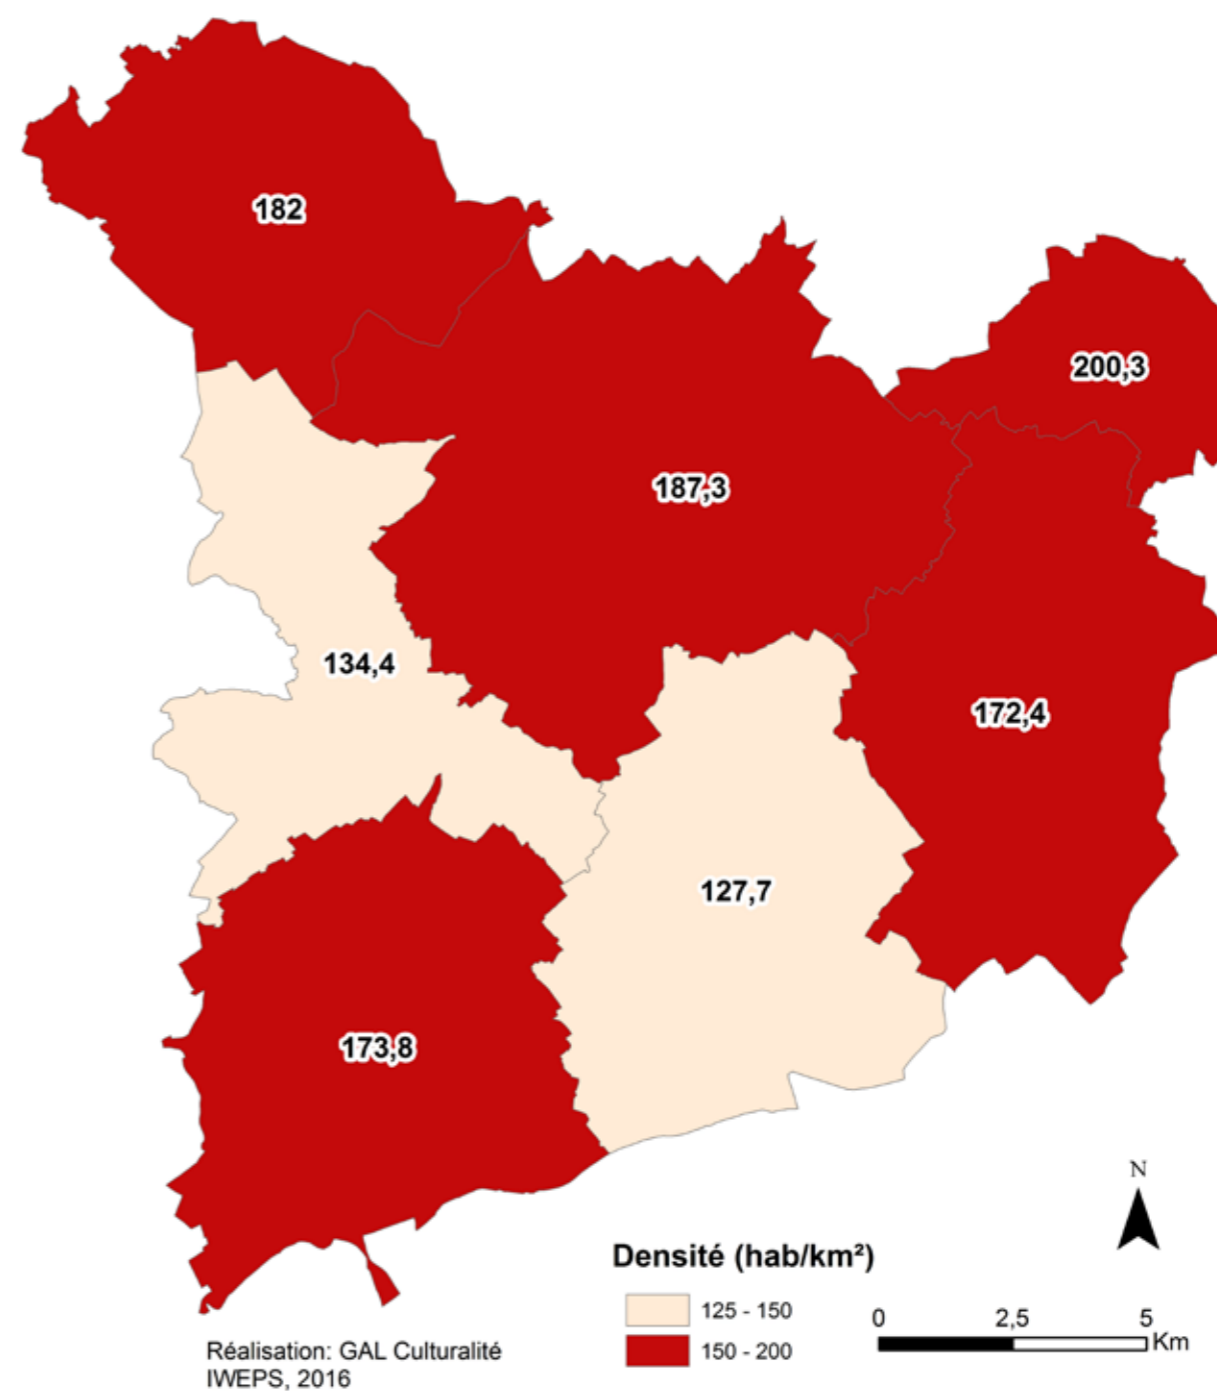 182
200,3
187,3
134,4
172,4
127,7
173,8
N
Densité (hab/km²)
125 - 150
150 - 200
0 2,5 5
Km
Réalisation: GAL Culturalité
IWEPS, 2016